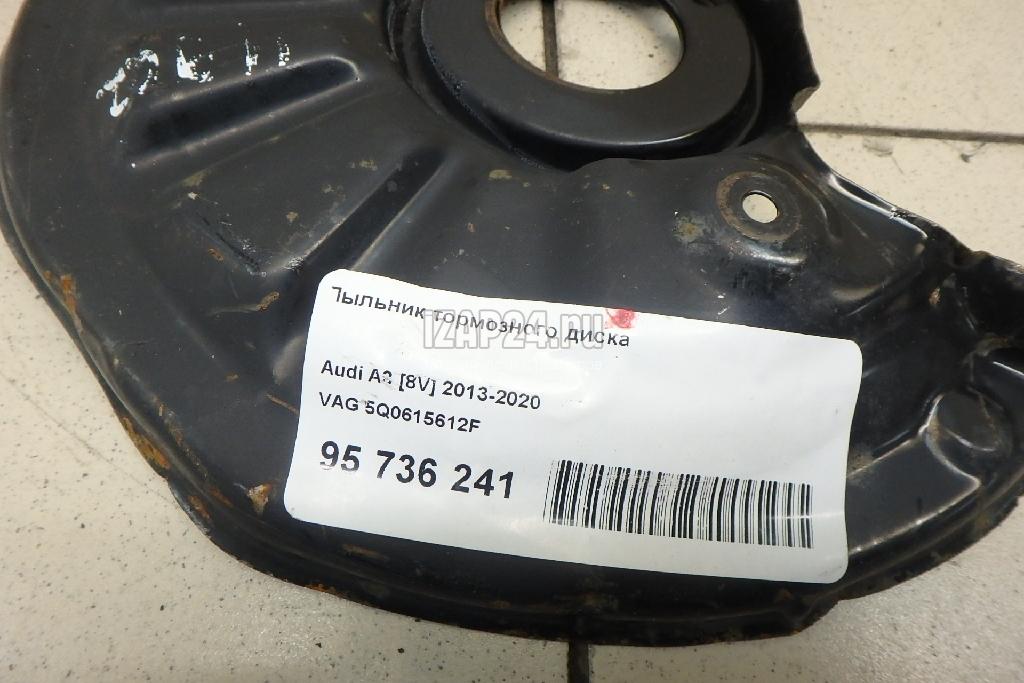 Пыльник тормозного диска
IZAP24.ru
Audi A3 [8V] 2013-2020
VAG 5Q0615612F
95 736 241